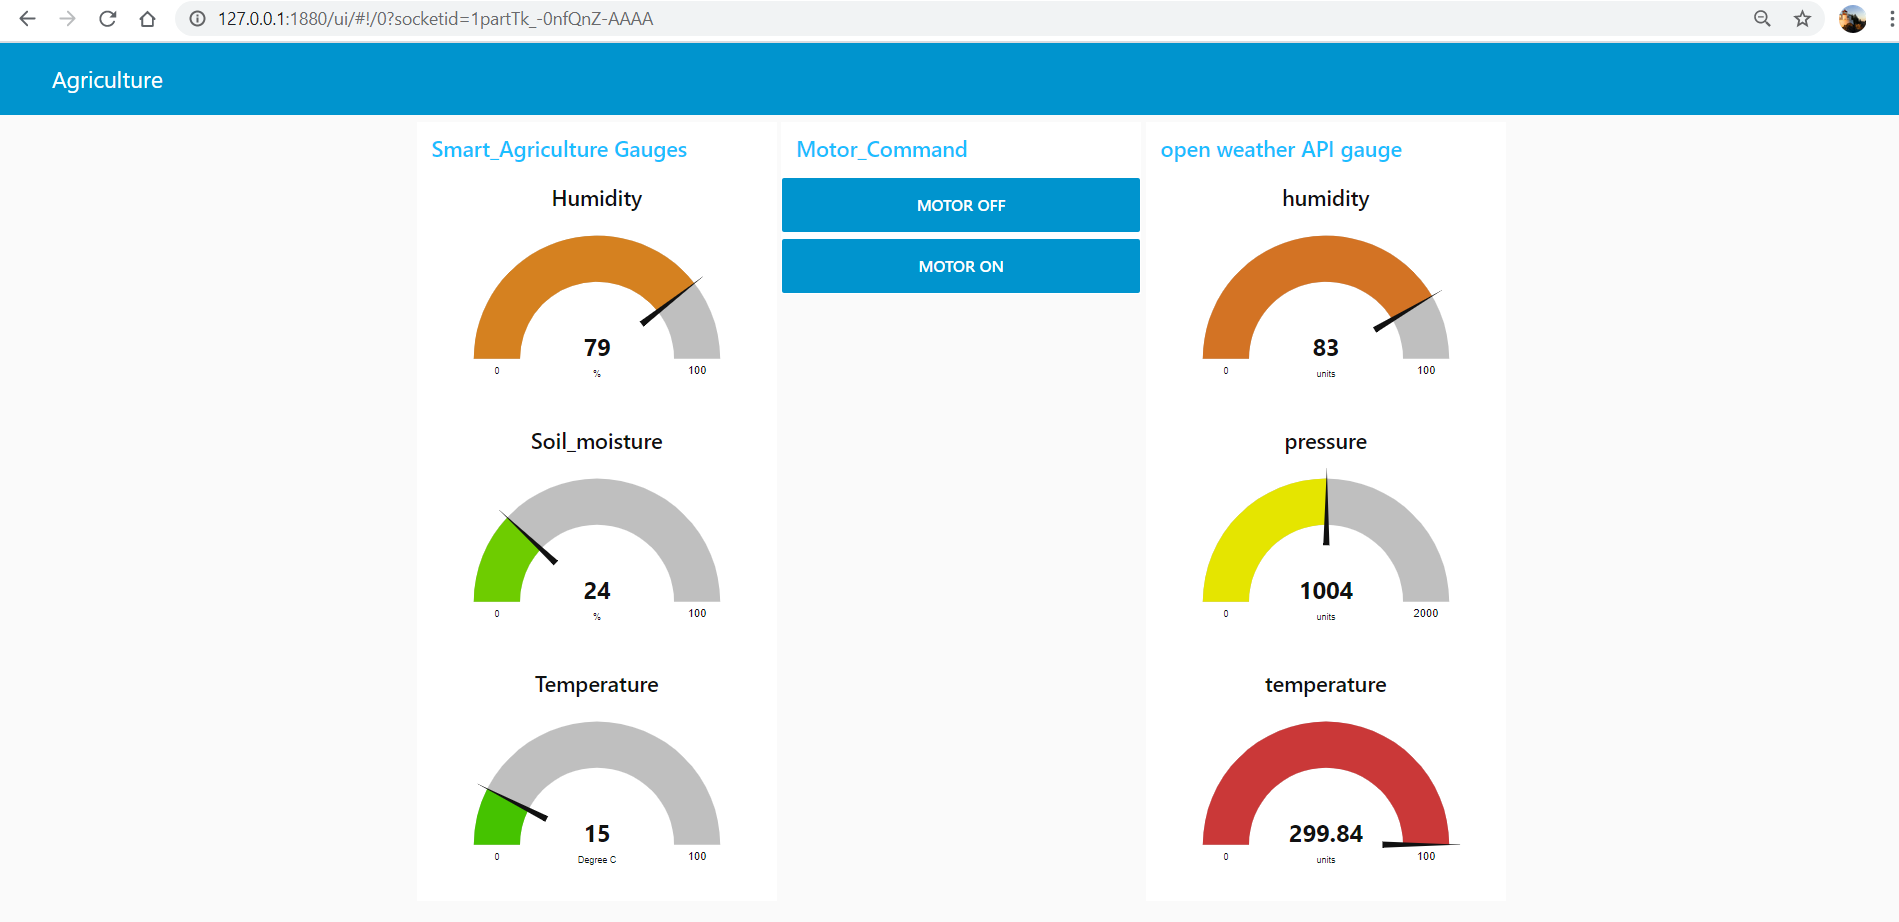 127.0.0.1:1880/ui/#!/0?socketid=1partTk_-0nfQnZ-AAAA
Agriculture
Smart_Agriculture Gauges
Humidity
79
%
0 100
Soil_moisture
24
%
0 100
Temperature
15
Degree C
0 100
Motor_Command
MOTOR OFF
MOTOR ON
open weather API gauge
humidity
83
units
0 100
pressure
1004
units
0 2000
temperature
299.84
units
0 100